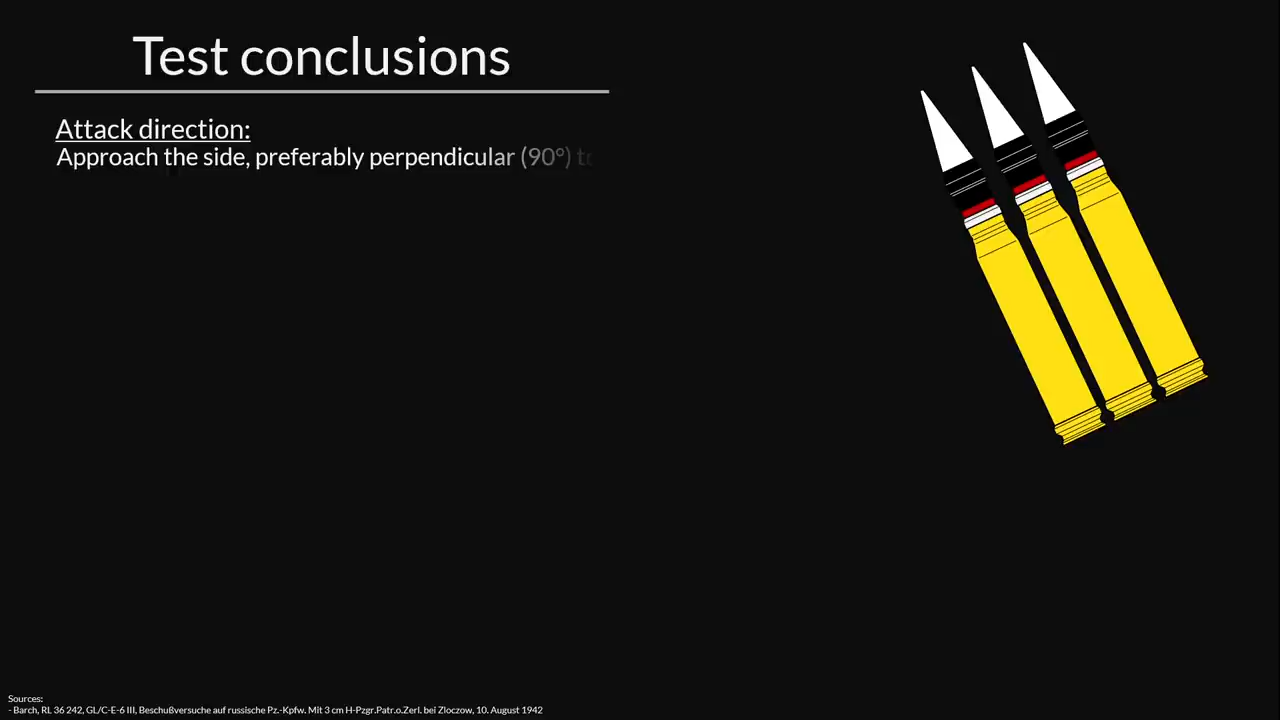 Test conclusions
Attack direction:
Approach the side, preferably perpendicular (90°)
Sources:
- Barch, RL 36 242, GL/C-E-6 III, Beschußversuche auf russische Pz.-Kpfw. Mit 3 cm H-Pzgr.Patr.o.Zerl. bei Zloczow, 10. August 1942